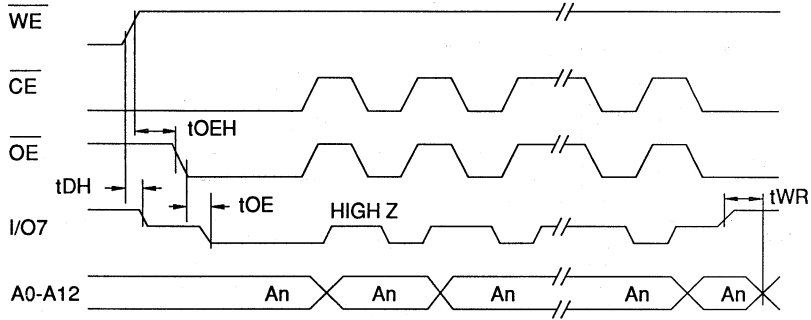 WE
CE
tOEH
OE
tDH
tOE
HIGH Z
tWR
I/O7
A0-A12 An An An An An